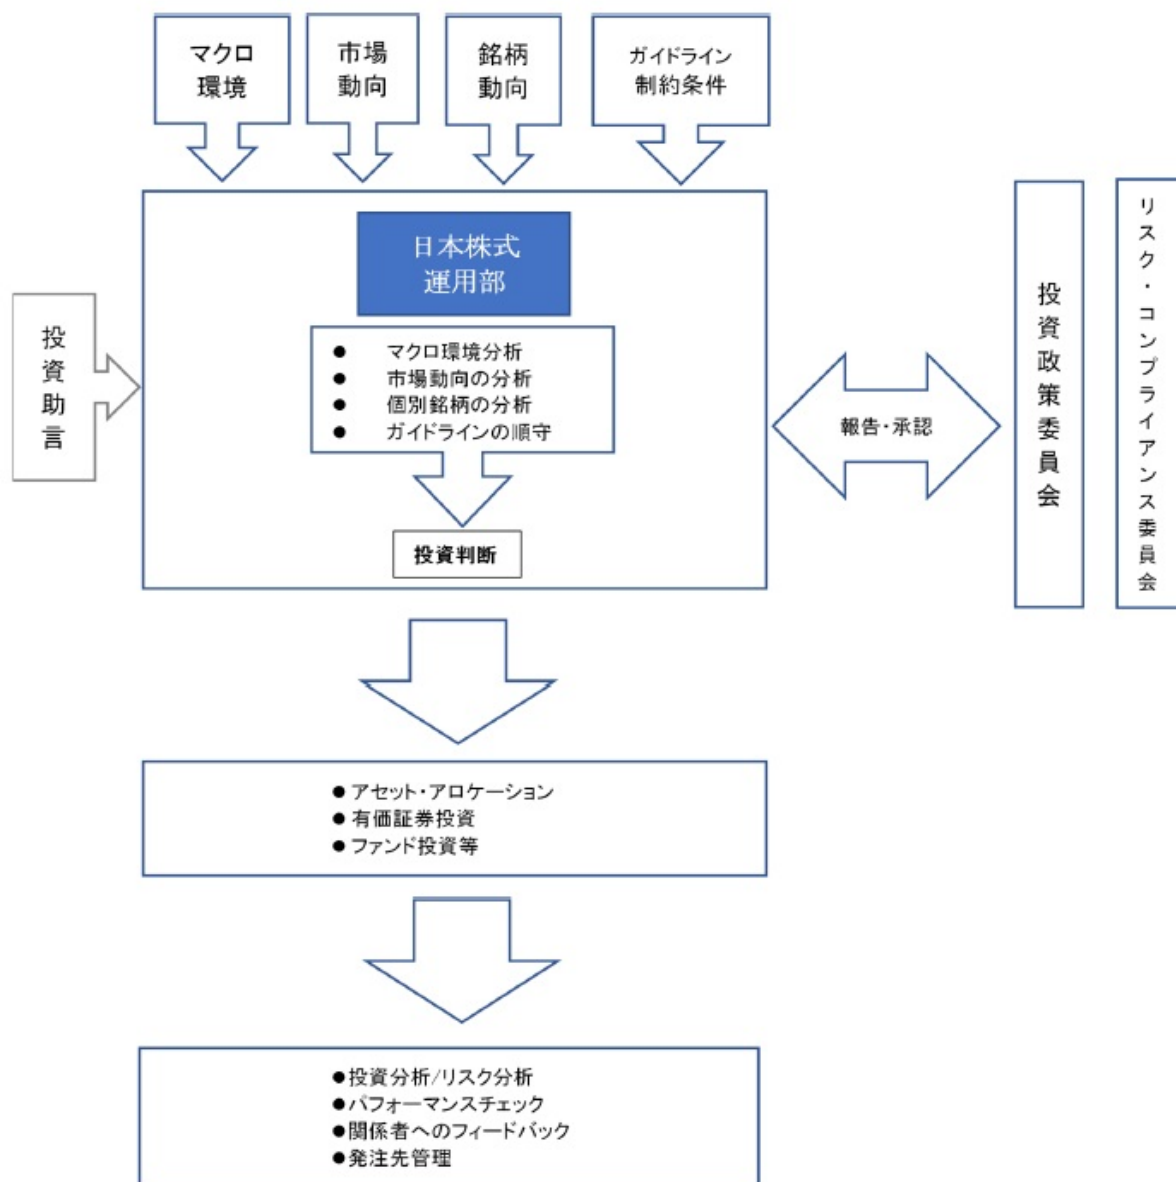 マクロ
環境
市場
動向
銘柄
動向
ガイドライン
制約条件
日本株式
運用部
● マクロ環境分析
● 市場動向の分析
● 個別銘柄の分析
● ガイドラインの順守
投資判断
投資助言
報告・承認
投資政策委員会
リスク・コンプライアンス委員会
●アセット・アロケーション
●有価証券投資
●ファンド投資等
●投資分析/リスク分析
●パフォーマンスチェック
●関係者へのフィードバック
●発注先管理